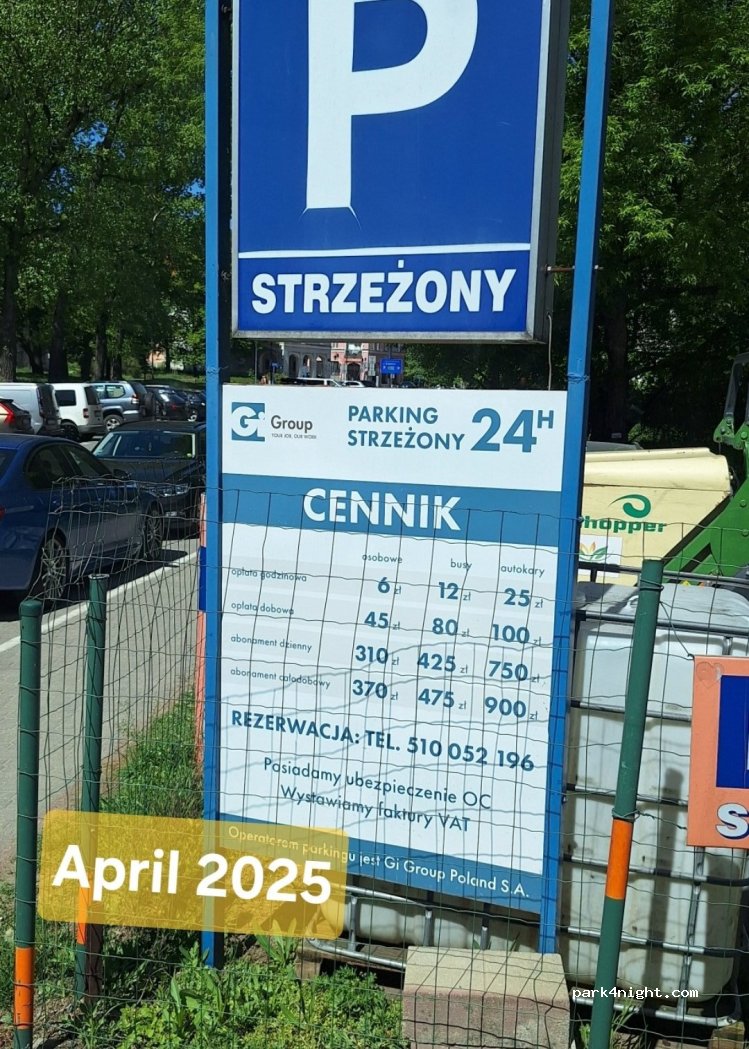 P
STRZEŻONY
Gi Group
YOUR JOB, OUR WORK
PARKING
STRZEŻONY 24H
CENNIK
osobowe busy autokary
opłata godzinowa 6 zł 12 zł 25 zł
opłata dobowa 45 zł 80 zł 100 zł
abonament dzienny 310 zł 425 zł 750 zł
abonament całodobowy 370 zł 475 zł 900 zł
REZERWACJA: TEL. 510 052 196
Posiadamy ubezpieczenie OC
Wystawiamy faktury VAT
Operatorem parkingu jest Gi Group Poland S.A.
April 2025
chopper
S
park4night.com